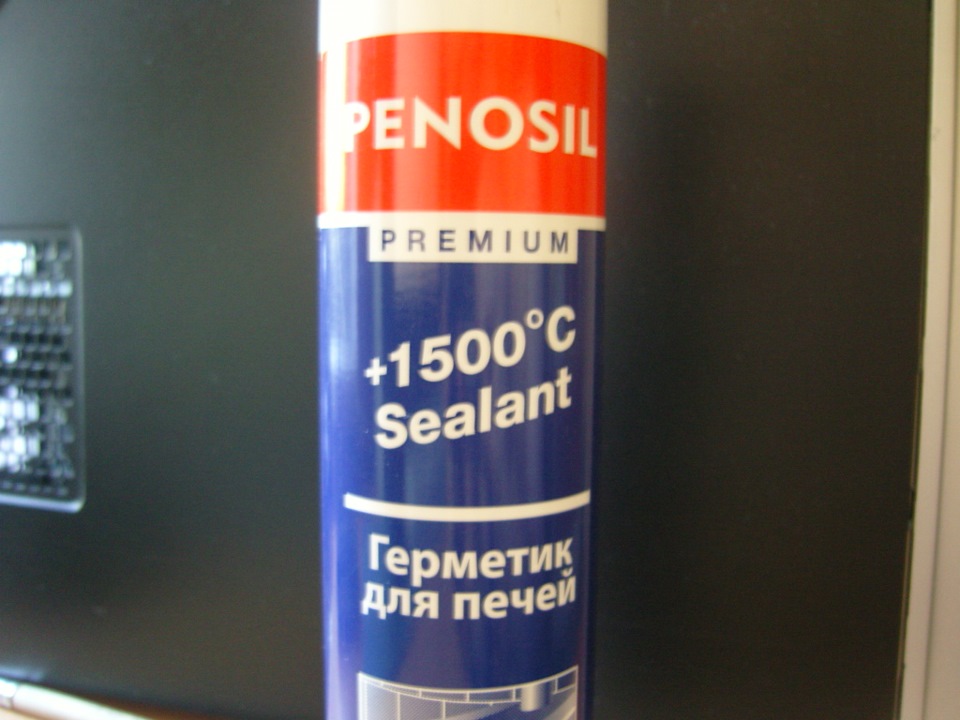 PENOSIL
PREMIUM
+1500°C
Sealant
Герметик
для печей